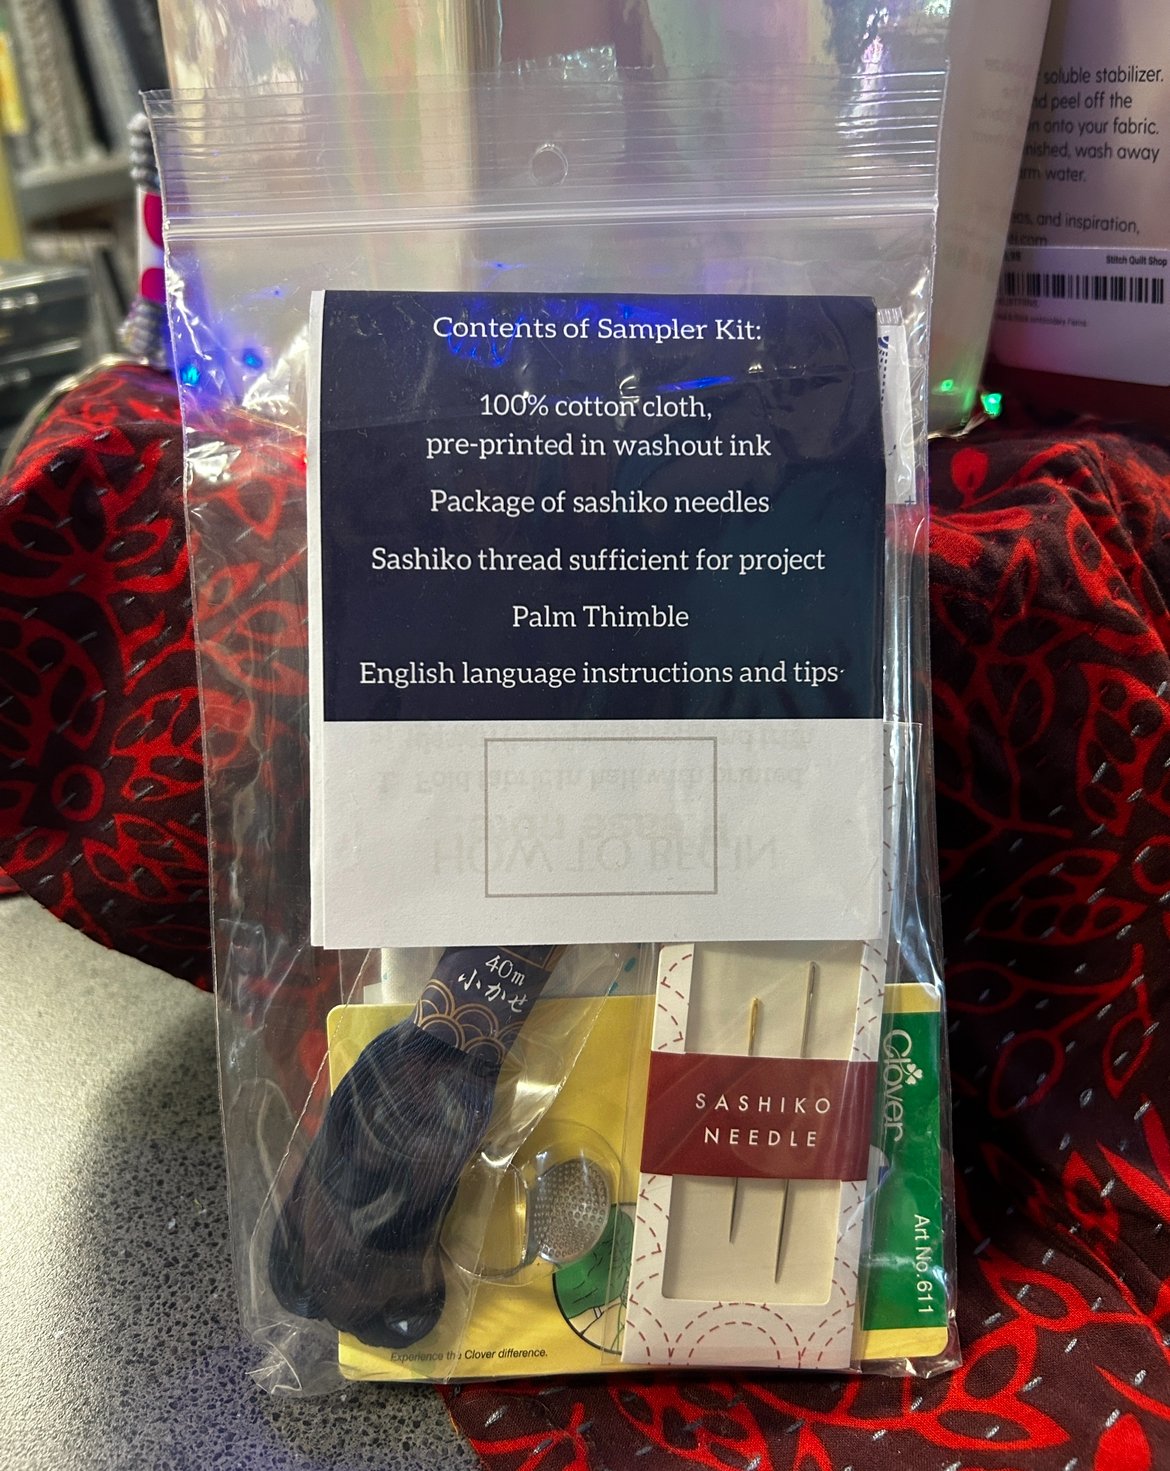 soluble stabilizer.
peel off the
onto your fabric.
wash away
water.
and inspiration,
Stitch Quilt Shop
Contents of Sampler Kit:
100% cotton cloth,
pre-printed in washout ink
Package of sashiko needles
Sashiko thread sufficient for project
Palm Thimble
English language instructions and tips
HOW TO BEGIN
40m
小かせ
SASHIKO
NEEDLE
Clover
Art No.611
Experience the Clover difference.